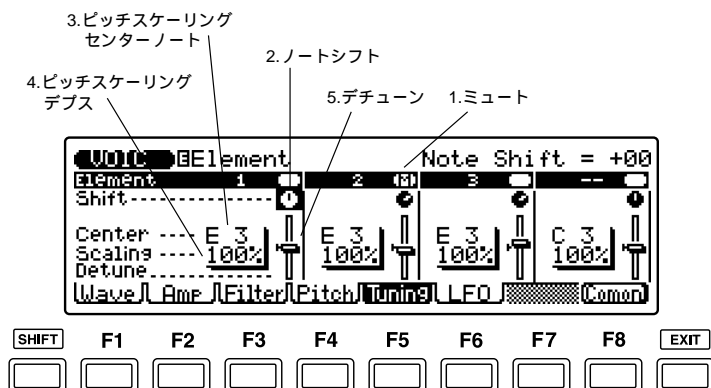 3.ピッチスケーリング
センターノート
2.ノートシフト
4.ピッチスケーリング
デプス
5.デチューン
1.ミュート
VOICE EElement Note Shift = +00
Element 1 2 (M) 3 --
Shift
Center E 3 E 3 E 3 C 3
Scaling 100% 100% 100% 100%
Detune
Wave Amp Filter Pitch Tuning LFO Comon
SHIFT F1 F2 F3 F4 F5 F6 F7 F8 EXIT